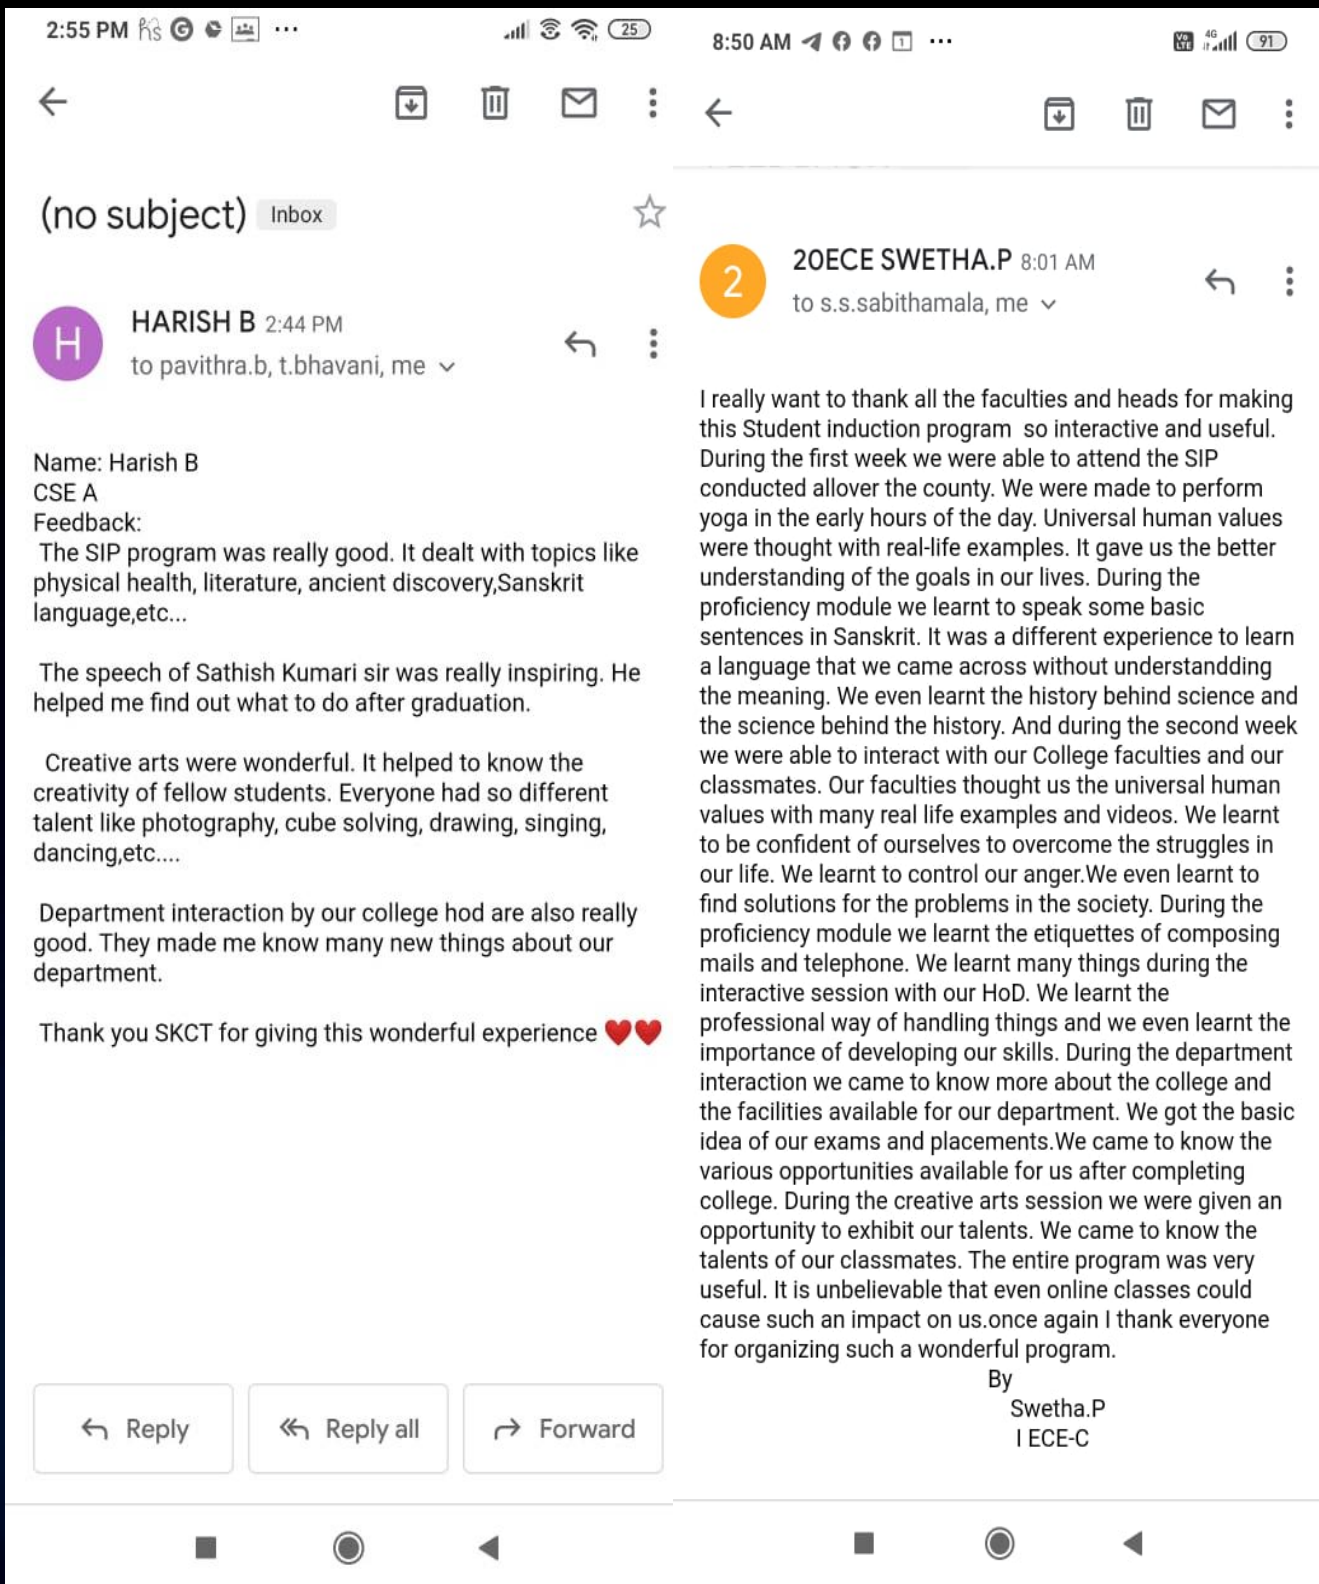 2:55 PM
25
(no subject) Inbox
H
HARISH B 2:44 PM
to pavithra.b, t.bhavani, me
Name: Harish B
CSE A
Feedback:
The SIP program was really good. It dealt with topics like
physical health, literature, ancient discovery,Sanskrit
language,etc...
The speech of Sathish Kumari sir was really inspiring. He
helped me find out what to do after graduation.
Creative arts were wonderful. It helped to know the
creativity of fellow students. Everyone had so different
talent like photography, cube solving, drawing, singing,
dancing,etc....
Department interaction by our college hod are also really
good. They made me know many new things about our
department.
Thank you SKCT for giving this wonderful experience ❤️❤️
Reply
Reply all
Forward
8:50 AM
1
Vo LTE
4G
91
2
20ECE SWETHA.P 8:01 AM
to s.s.sabithamala, me
I really want to thank all the faculties and heads for making
this Student induction program  so interactive and useful.
During the first week we were able to attend the SIP
conducted allover the county. We were made to perform
yoga in the early hours of the day. Universal human values
were thought with real-life examples. It gave us the better
understanding of the goals in our lives. During the
proficiency module we learnt to speak some basic
sentences in Sanskrit. It was a different experience to learn
a language that we came across without understandding
the meaning. We even learnt the history behind science and
the science behind the history. And during the second week
we were able to interact with our College faculties and our
classmates. Our faculties thought us the universal human
values with many real life examples and videos. We learnt
to be confident of ourselves to overcome the struggles in
our life. We learnt to control our anger.We even learnt to
find solutions for the problems in the society. During the
proficiency module we learnt the etiquettes of composing
mails and telephone. We learnt many things during the
interactive session with our HoD. We learnt the
professional way of handling things and we even learnt the
importance of developing our skills. During the department
interaction we came to know more about the college and
the facilities available for our department. We got the basic
idea of our exams and placements.We came to know the
various opportunities available for us after completing
college. During the creative arts session we were given an
opportunity to exhibit our talents. We came to know the
talents of our classmates. The entire program was very
useful. It is unbelievable that even online classes could
cause such an impact on us.once again I thank everyone
for organizing such a wonderful program.
By
Swetha.P
I ECE-C